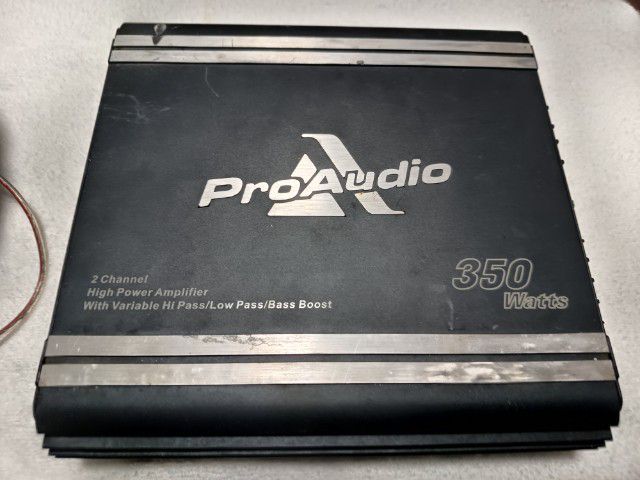 ProAudio
2 Channel
High Power Amplifier
With Variable Hi Pass/Low Pass/Bass Boost
350
Watts